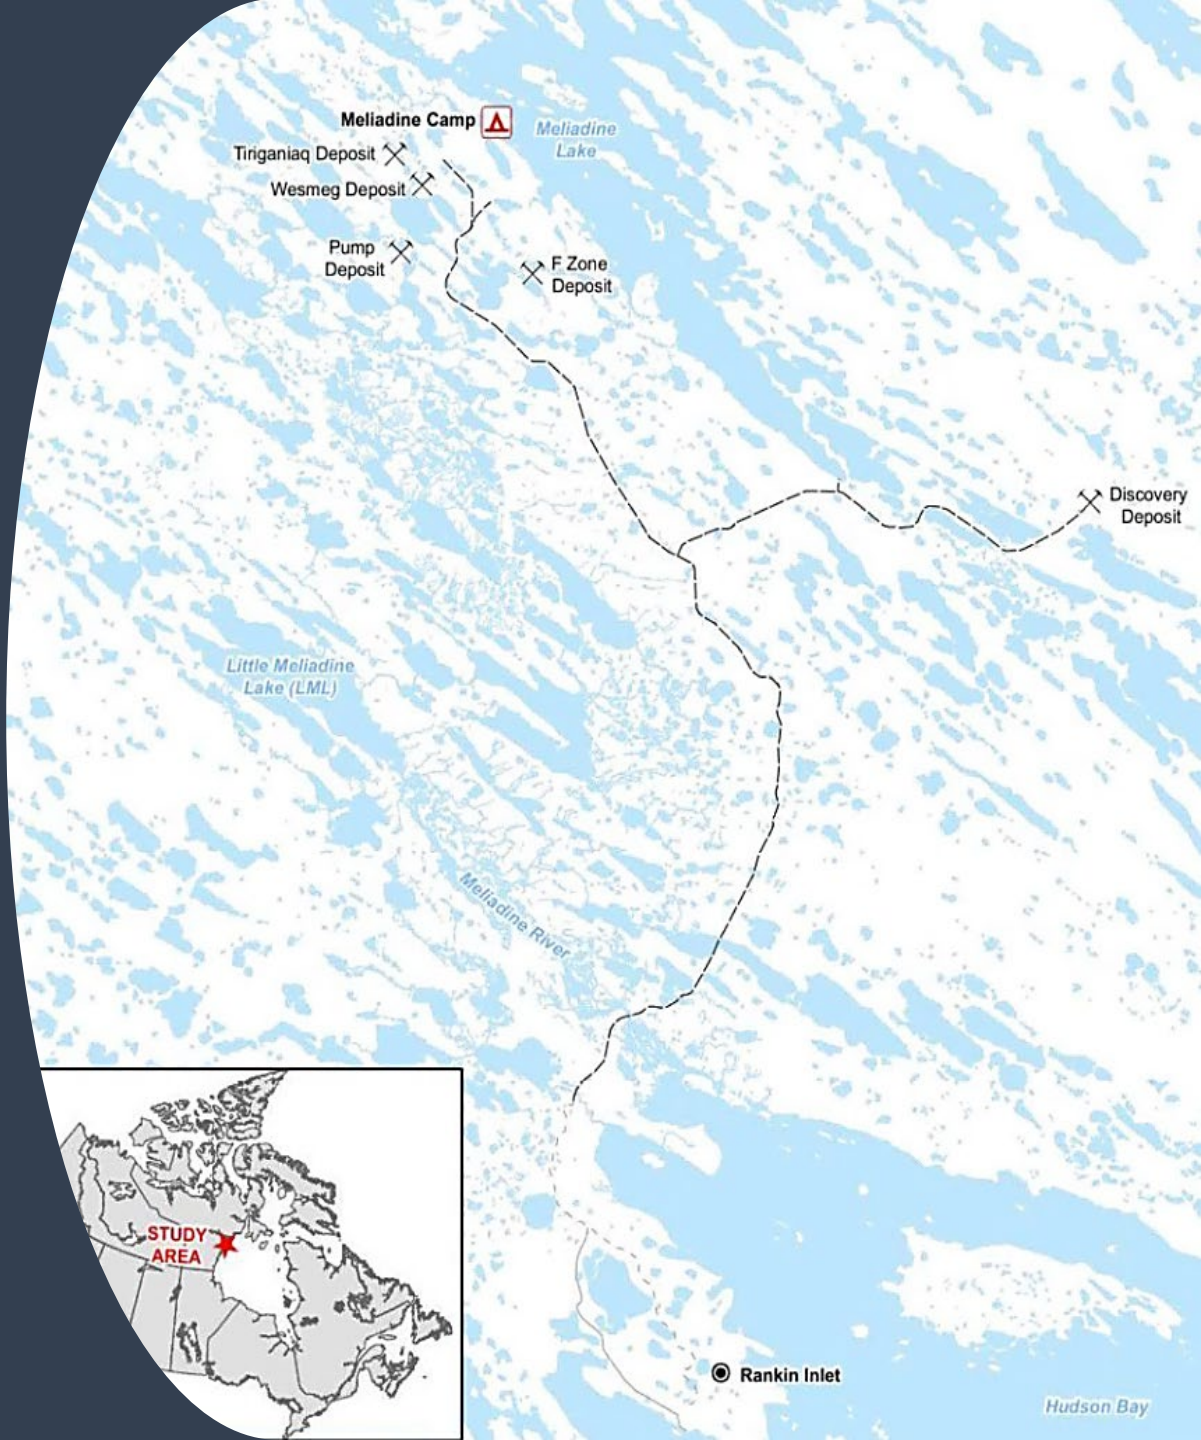 Meliadine Camp
Meliadine
Lake
Tiriganiaq Deposit
Wesmeg Deposit
Pump
Deposit
F Zone
Deposit
Discovery
Deposit
Little Meliadine
Lake (LML)
Meliadine River
STUDY
AREA
Rankin Inlet
Hudson Bay